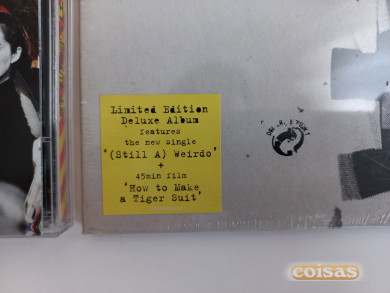 Limited Edition
Deluxe Album
features
the new single
'(Still A) Weirdo'
+
45min film
'How to Make
a Tiger Suit'
coisas